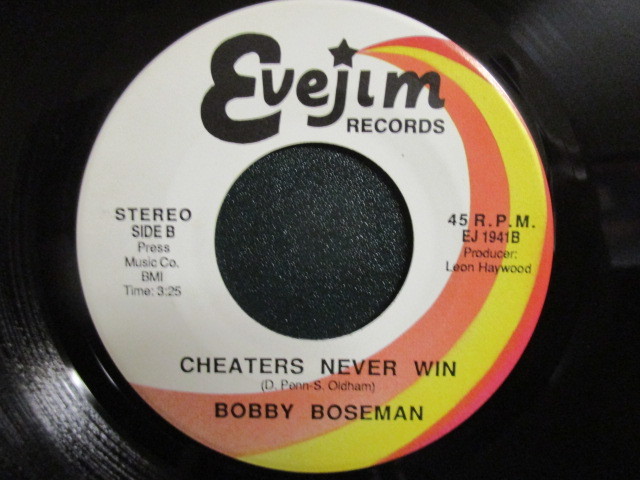 Evejim
RECORDS
STEREO
SIDE B
Press
Music Co.
BMI
Time: 3:25
45 R.P.M.
EJ 1941B
Producer:
Leon Haywood
CHEATERS NEVER WIN
(D. Penn-S. Oldham)
BOBBY BOSEMAN